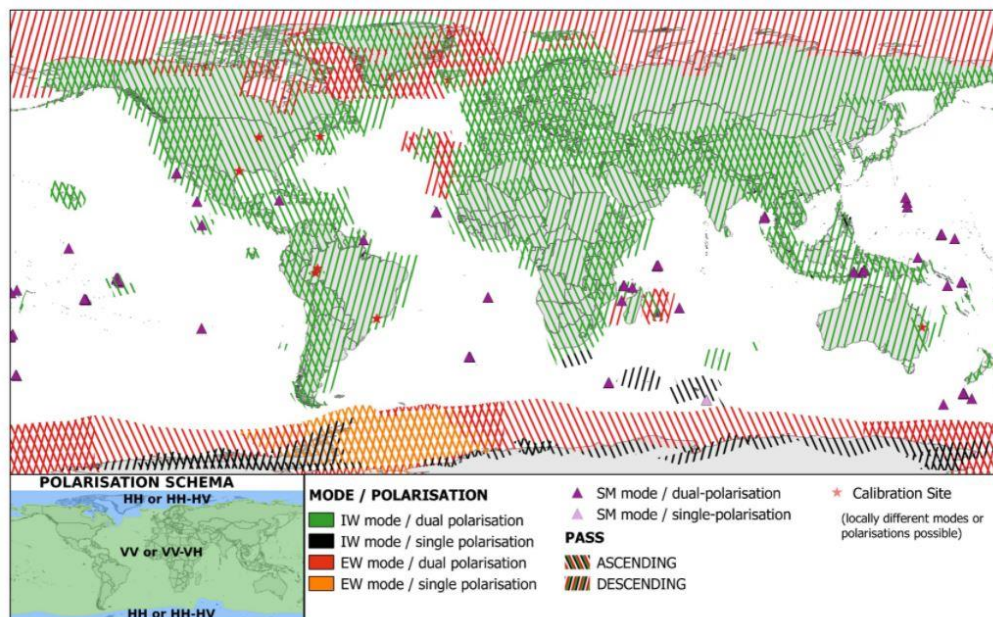 POLARISATION SCHEMA
HH or HH-HV
VV or VV-VH
HH or HH-HV
MODE / POLARISATION
IW mode / dual polarisation
IW mode / single polarisation
EW mode / dual polarisation
EW mode / single polarisation
SM mode / dual-polarisation
SM mode / single-polarisation
PASS
ASCENDING
DESCENDING
Calibration Site
(locally different modes or
polarisations possible)